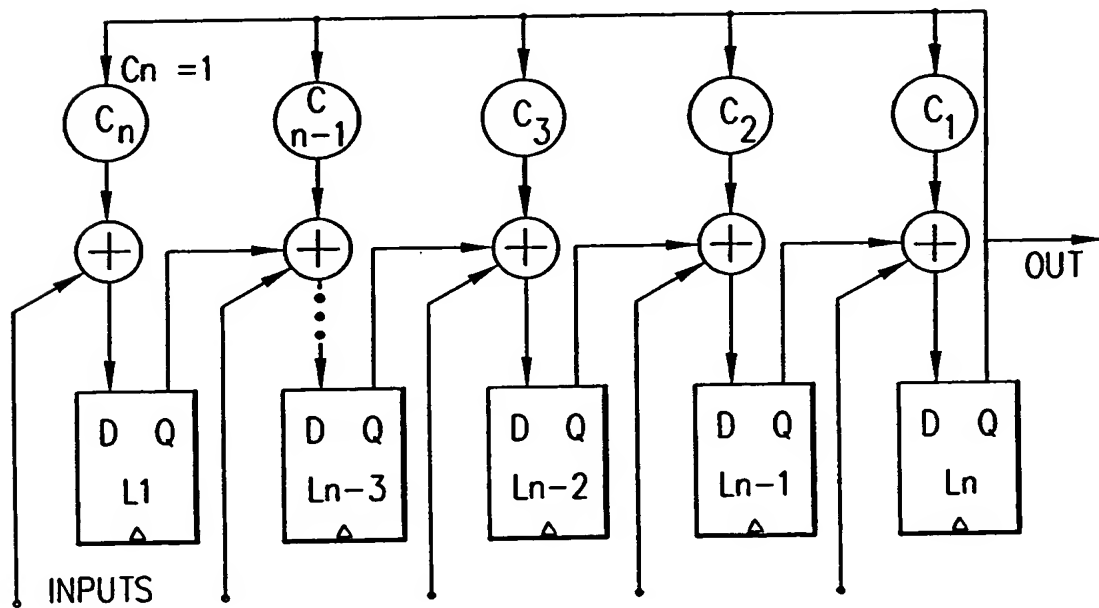 Cn = 1
Cn
C n-1
C3
C2
C1
OUT
D Q
L1
D Q
Ln-3
D Q
Ln-2
D Q
Ln-1
D Q
Ln
INPUTS